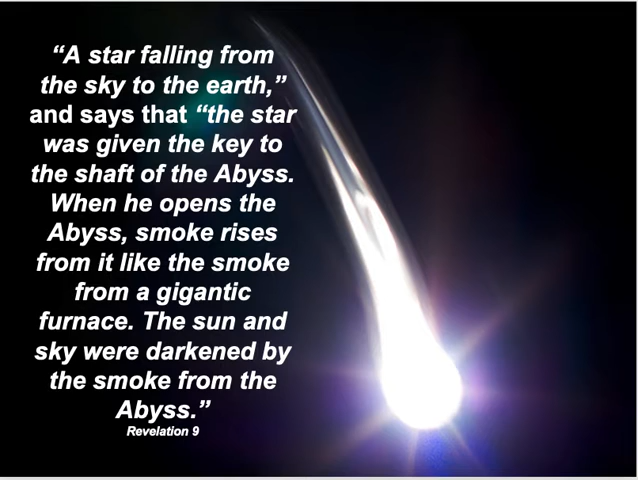 “A star falling from
the sky to the earth,”
and says that “the star
was given the key to
the shaft of the Abyss.
When he opens the
Abyss, smoke rises
from it like the smoke
from a gigantic
furnace. The sun and
sky were darkened by
the smoke from the
Abyss.”
Revelation 9